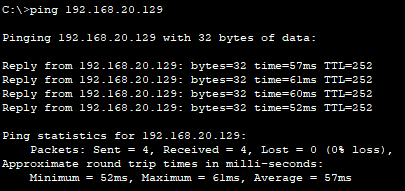 C:\>ping 192.168.20.129
Pinging 192.168.20.129 with 32 bytes of data:
Reply from 192.168.20.129: bytes=32 time=57ms TTL=252
Reply from 192.168.20.129: bytes=32 time=61ms TTL=252
Reply from 192.168.20.129: bytes=32 time=60ms TTL=252
Reply from 192.168.20.129: bytes=32 time=52ms TTL=252
Ping statistics for 192.168.20.129:
    Packets: Sent = 4, Received = 4, Lost = 0 (0% loss),
Approximate round trip times in milli-seconds:
    Minimum = 52ms, Maximum = 61ms, Average = 57ms